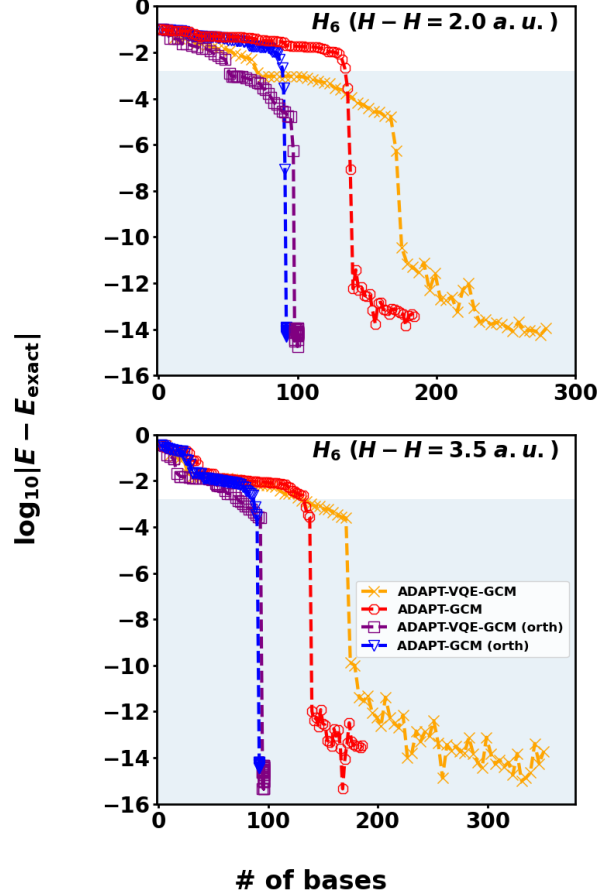 H₆ (H − H = 2.0 a.u.)
0
−2
−4
−6
−8
−10
−12
−14
−16
0 100 200 300
log₁₀|E − E_exact|
H₆ (H − H = 3.5 a.u.)
0
−2
−4
−6
−8
−10
−12
−14
−16
ADAPT-VQE-GCM
ADAPT-GCM
ADAPT-VQE-GCM (orth)
ADAPT-GCM (orth)
0 100 200 300
# of bases